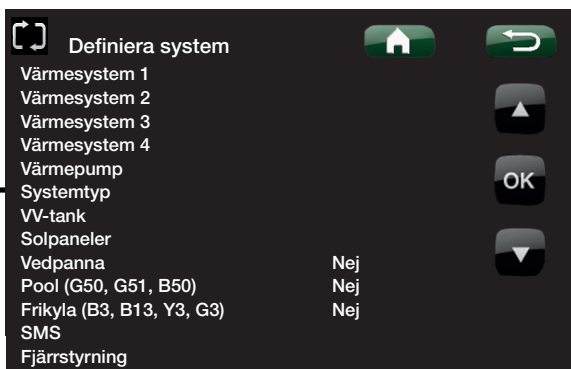 Definiera system
Värmesystem 1
Värmesystem 2
Värmesystem 3
Värmesystem 4
Värmepump
Systemtyp
VV-tank
Solpaneler
Vedpanna Nej
Pool (G50, G51, B50) Nej
Frikyla (B3, B13, Y3, G3) Nej
SMS
Fjärrstyrning
OK